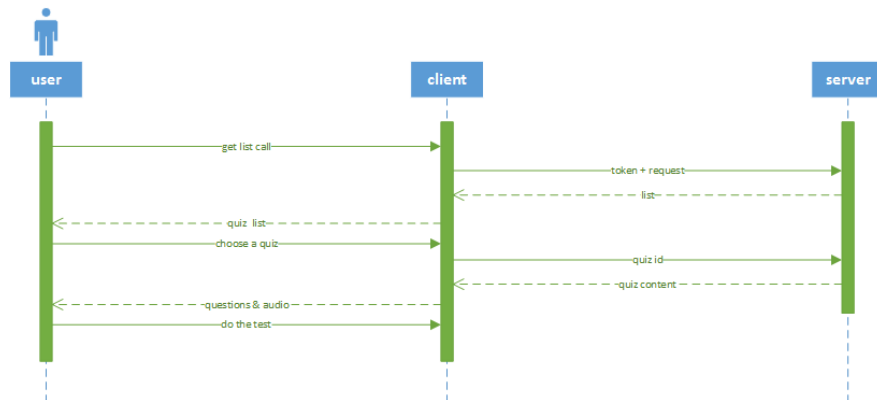 user
client
server
get list call
token + request
list
quiz list
choose a quiz
quiz id
quiz content
questions & audio
do the test